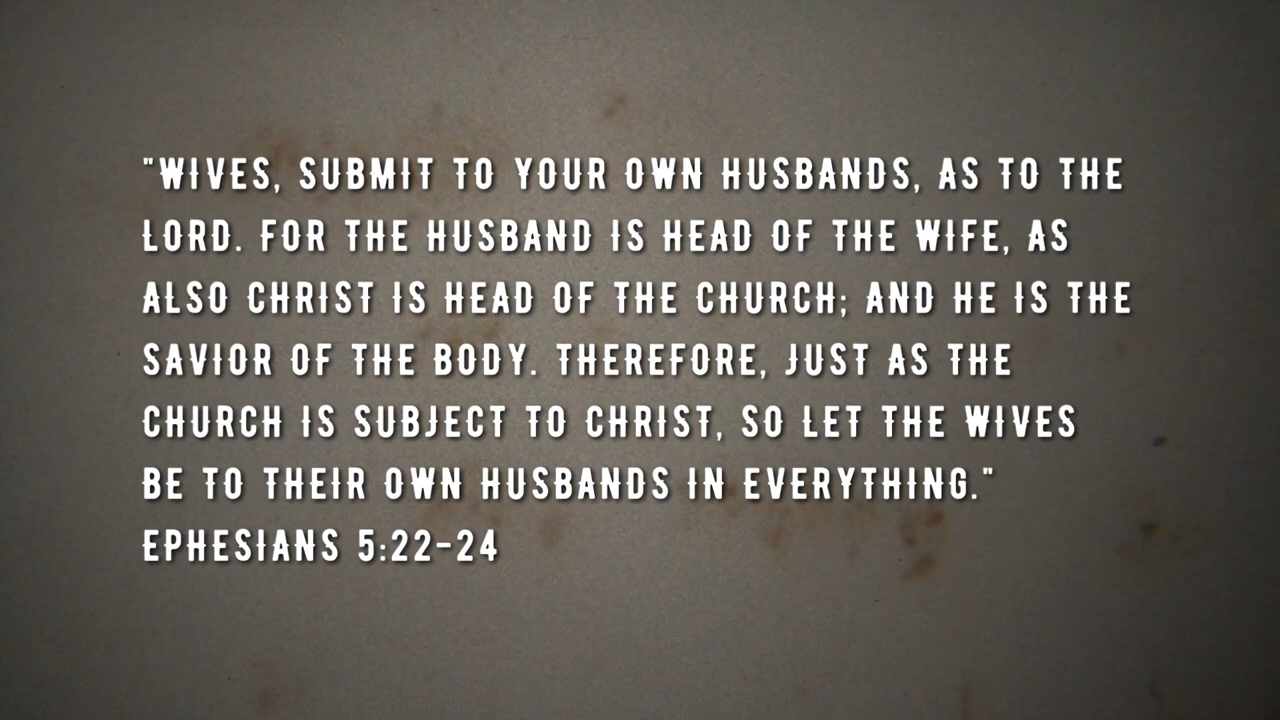 "WIVES, SUBMIT TO YOUR OWN HUSBANDS, AS TO THE
LORD. FOR THE HUSBAND IS HEAD OF THE WIFE, AS
ALSO CHRIST IS HEAD OF THE CHURCH; AND HE IS THE
SAVIOR OF THE BODY. THEREFORE, JUST AS THE
CHURCH IS SUBJECT TO CHRIST, SO LET THE WIVES
BE TO THEIR OWN HUSBANDS IN EVERYTHING."
EPHESIANS 5:22-24